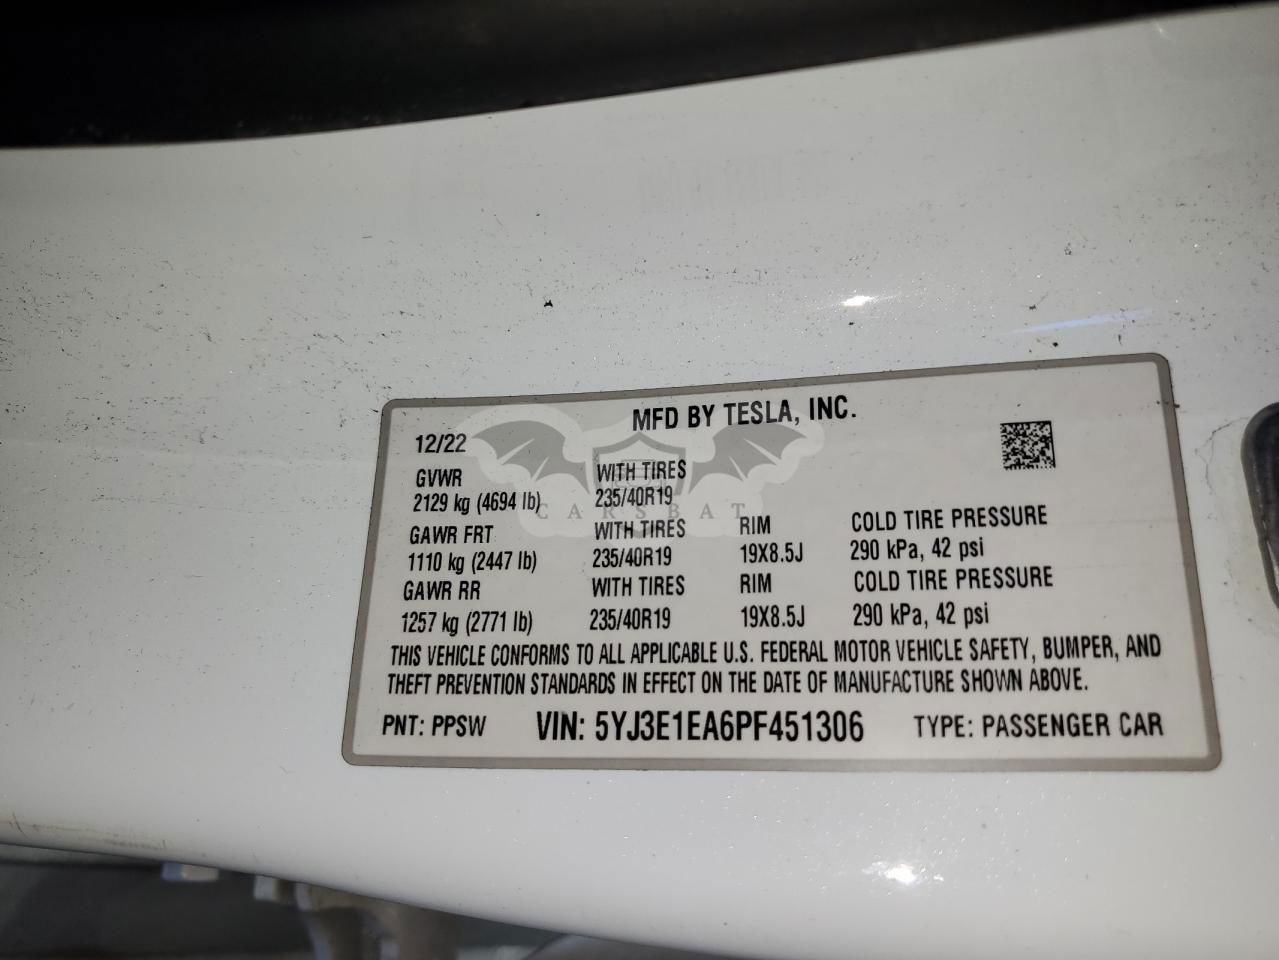 MFD BY TESLA, INC.
12/22
GVWR WITH TIRES
2129 kg (4694 lb) 235/40R19
CARSBAT
GAWR FRT WITH TIRES RIM COLD TIRE PRESSURE
1110 kg (2447 lb) 235/40R19 19X8.5J 290 kPa, 42 psi
GAWR RR WITH TIRES RIM COLD TIRE PRESSURE
1257 kg (2771 lb) 235/40R19 19X8.5J 290 kPa, 42 psi
THIS VEHICLE CONFORMS TO ALL APPLICABLE U.S. FEDERAL MOTOR VEHICLE SAFETY, BUMPER, AND
THEFT PREVENTION STANDARDS IN EFFECT ON THE DATE OF MANUFACTURE SHOWN ABOVE.
PNT: PPSW VIN: 5YJ3E1EA6PF451306 TYPE: PASSENGER CAR